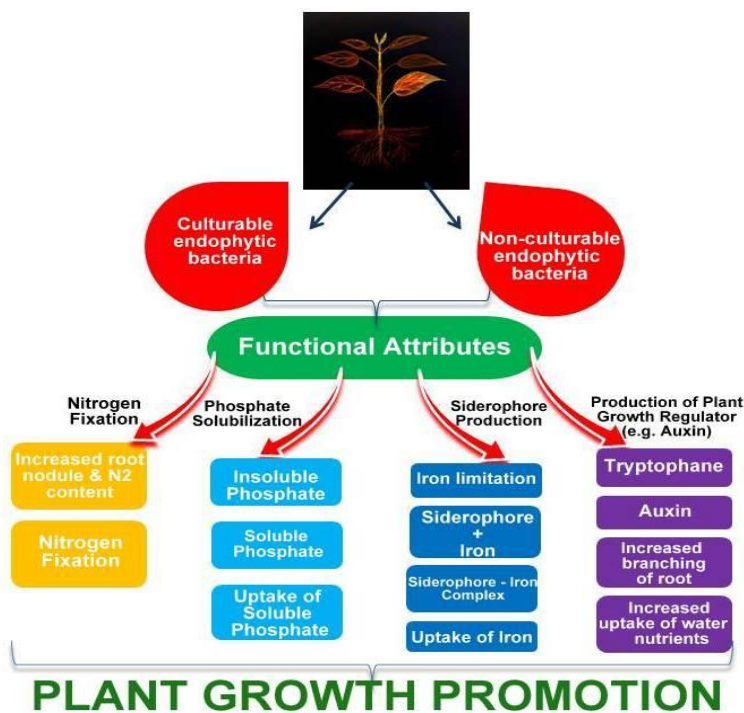 Culturable
endophytic
bacteria
Non-culturable
endophytic
bacteria
Functional Attributes
Nitrogen
Fixation
Phosphate
Solubilization
Siderophore
Production
Production of Plant
Growth Regulator
(e.g. Auxin)
Increased root
nodule & N2
content
Nitrogen
Fixation
Insoluble
Phosphate
Soluble
Phosphate
Uptake of
Soluble
Phosphate
Iron limitation
Siderophore
+
Iron
Siderophore - Iron
Complex
Uptake of Iron
Tryptophane
Auxin
Increased
branching
of root
Increased
uptake of water
nutrients
PLANT GROWTH PROMOTION